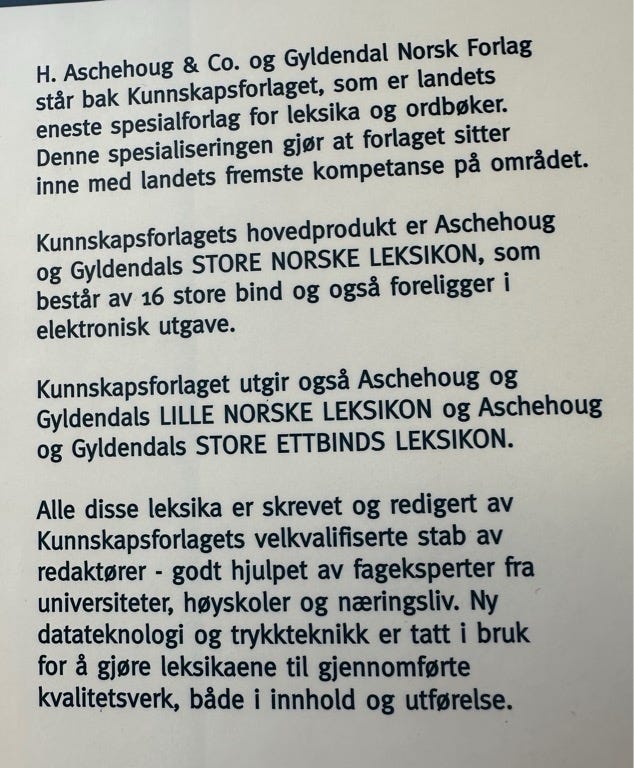 H. Aschehoug & Co. og Gyldendal Norsk Forlag
står bak Kunnskapsforlaget, som er landets
eneste spesialforlag for leksika og ordbøker.
Denne spesialiseringen gjør at forlaget sitter
inne med landets fremste kompetanse på området.
Kunnskapsforlagets hovedprodukt er Aschehoug
og Gyldendals STORE NORSKE LEKSIKON, som
består av 16 store bind og også foreligger i
elektronisk utgave.
Kunnskapsforlaget utgir også Aschehoug og
Gyldendals LILLE NORSKE LEKSIKON og Aschehoug
og Gyldendals STORE ETTBINDS LEKSIKON.
Alle disse leksika er skrevet og redigert av
Kunnskapsforlagets velkvalifiserte stab av
redaktører - godt hjulpet av fageksperter fra
universiteter, høyskoler og næringsliv. Ny
datateknologi og trykkteknikk er tatt i bruk
for å gjøre leksikaene til gjennomførte
kvalitetsverk, både i innhold og utførelse.